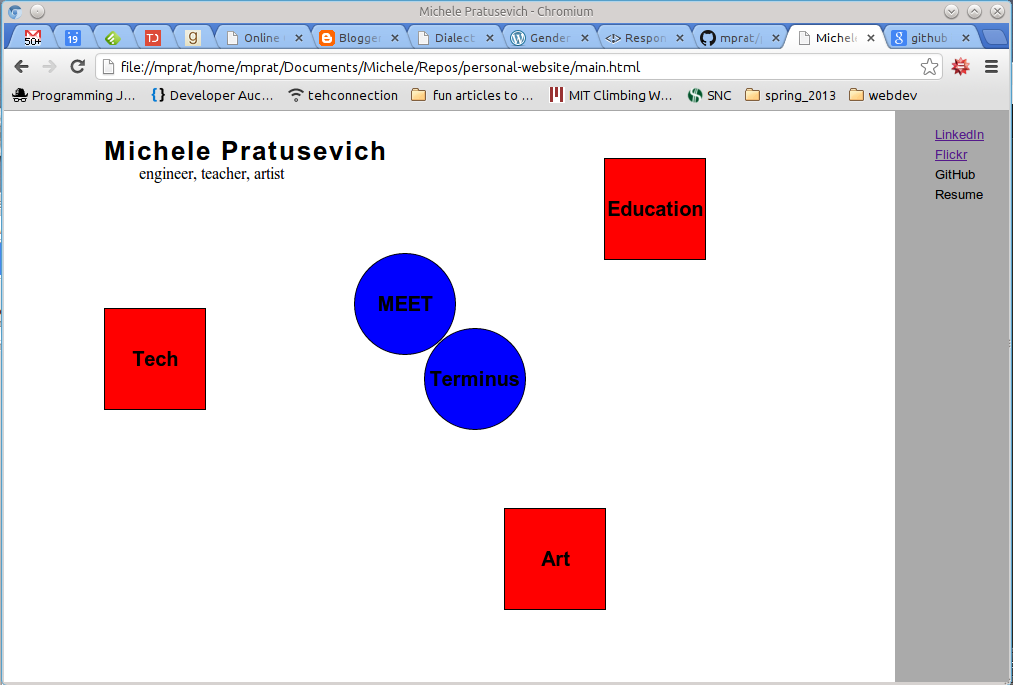 Michele Pratusevich - Chromium
50+ 19 TD g Online Blogger Dialect Gender Respon mprat/ Michele github
file://mprat/home/mprat/Documents/Michele/Repos/personal-website/main.html
Programming J... {} Developer Auc... tehconnection fun articles to ... MIT Climbing W... SNC spring_2013 webdev
Michele Pratusevich
engineer, teacher, artist
LinkedIn
Flickr
GitHub
Resume
Education
MEET
Tech
Terminus
Art